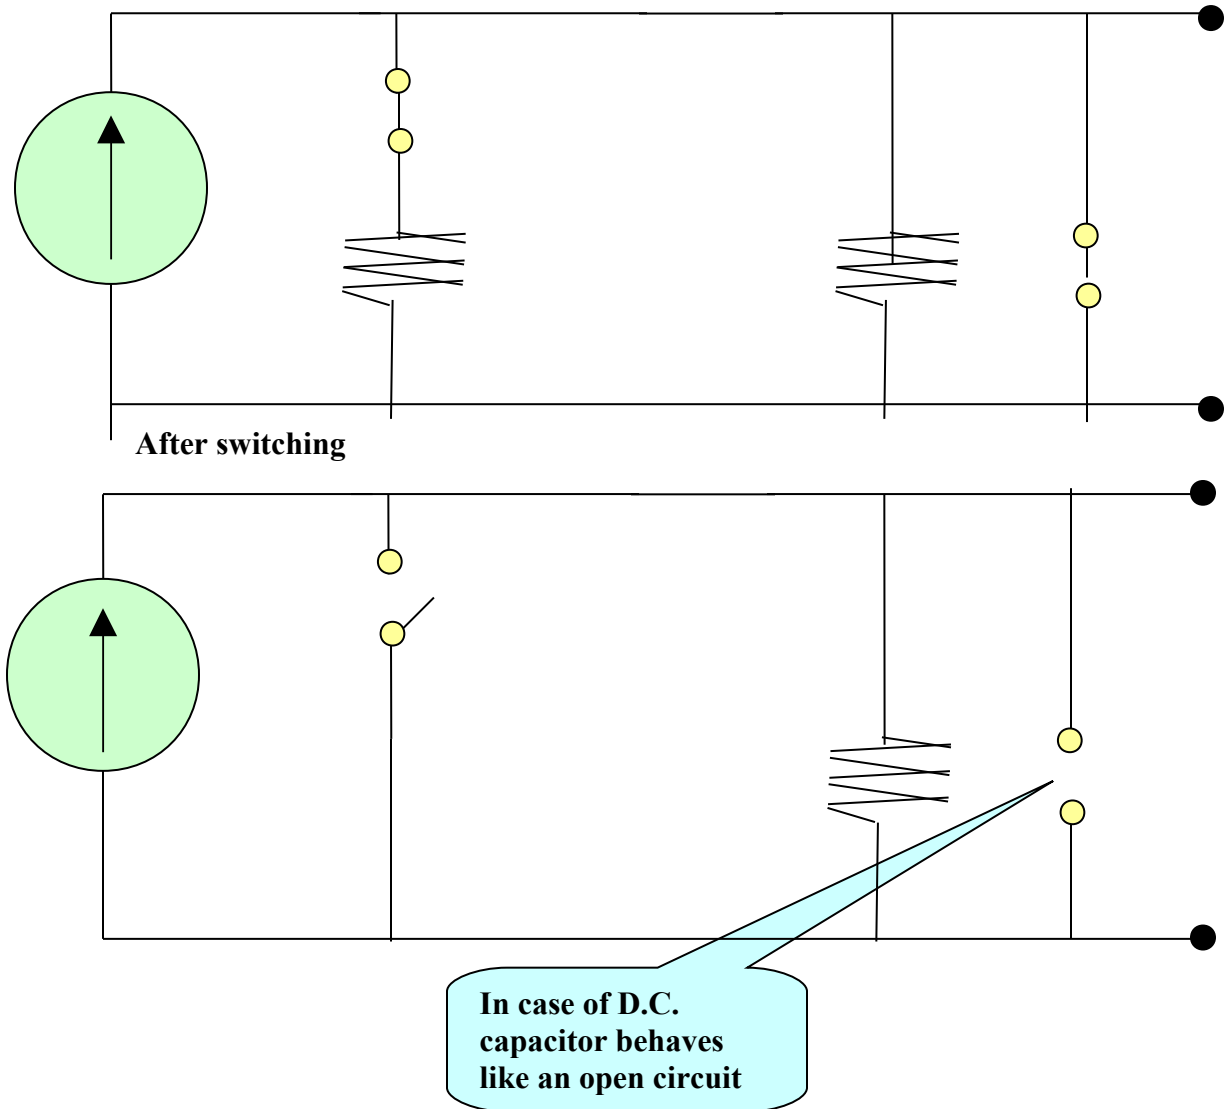 After switching
In case of D.C.
capacitor behaves
like an open circuit